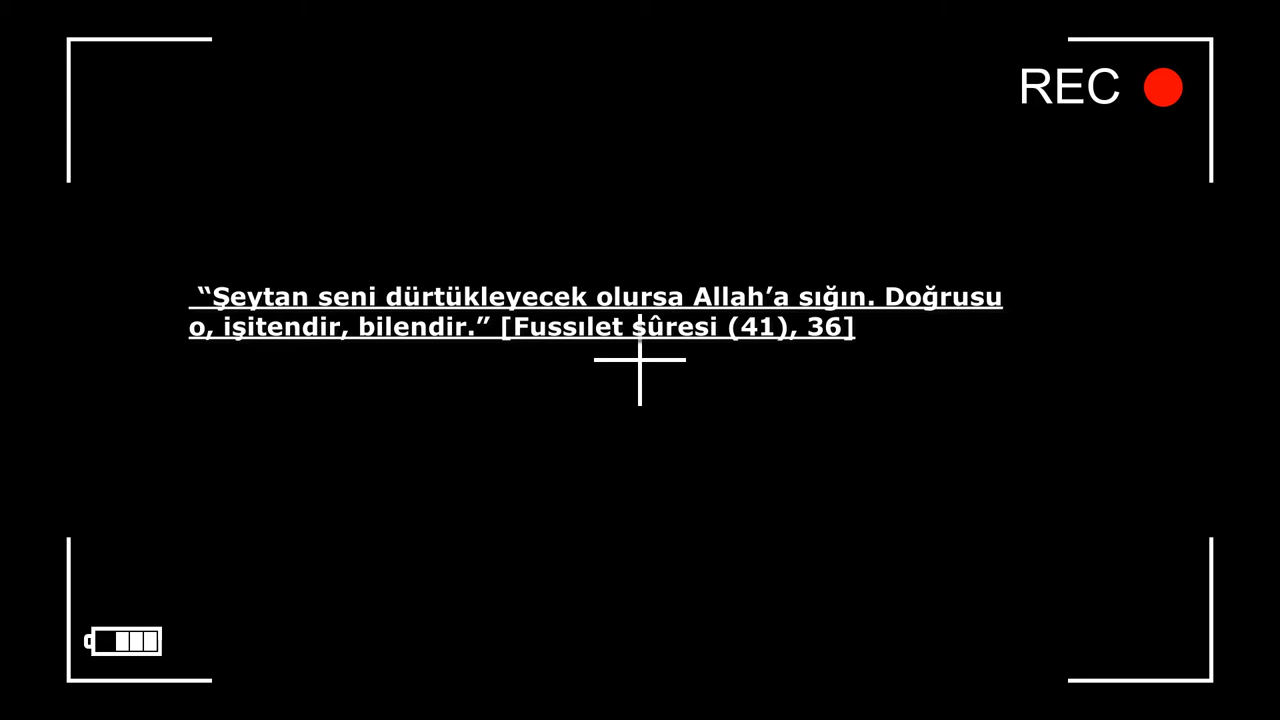 REC
“Şeytan seni dürtükleyecek olursa Allah’a sığın. Doğrusu
o, işitendir, bilendir.” [Fussılet sûresi (41), 36]